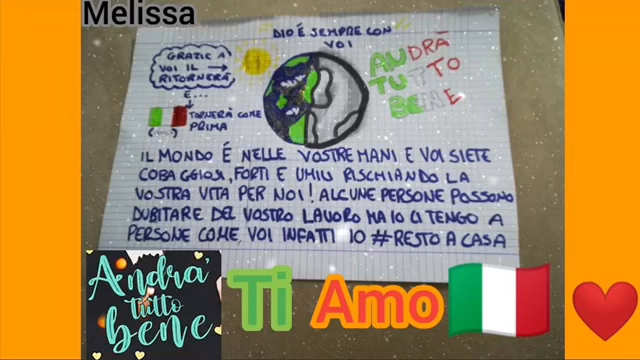 Melissa
DIO É SEMPRE CON
VOI
GRAZIE A
VOI IL →
RITORNERÁ
E...
TORNERÀ COME
PRIMA
ANDRÀ
TUTTO
BENE
IL MONDO É NELLE VOSTRE MANI E VOI SIETE
CORAGGIOSI, FORTI E UMILI RISCHIANDO LA
VOSTRA VITA PER NOI! ALCUNE PERSONE POSSONO
DUBITARE DEL VOSTRO LAVORO MA IO CI TENGO A
PERSONE COME VOI INFATTI IO #RESTO A CASA
Andrà
tutto
bene
Ti Amo